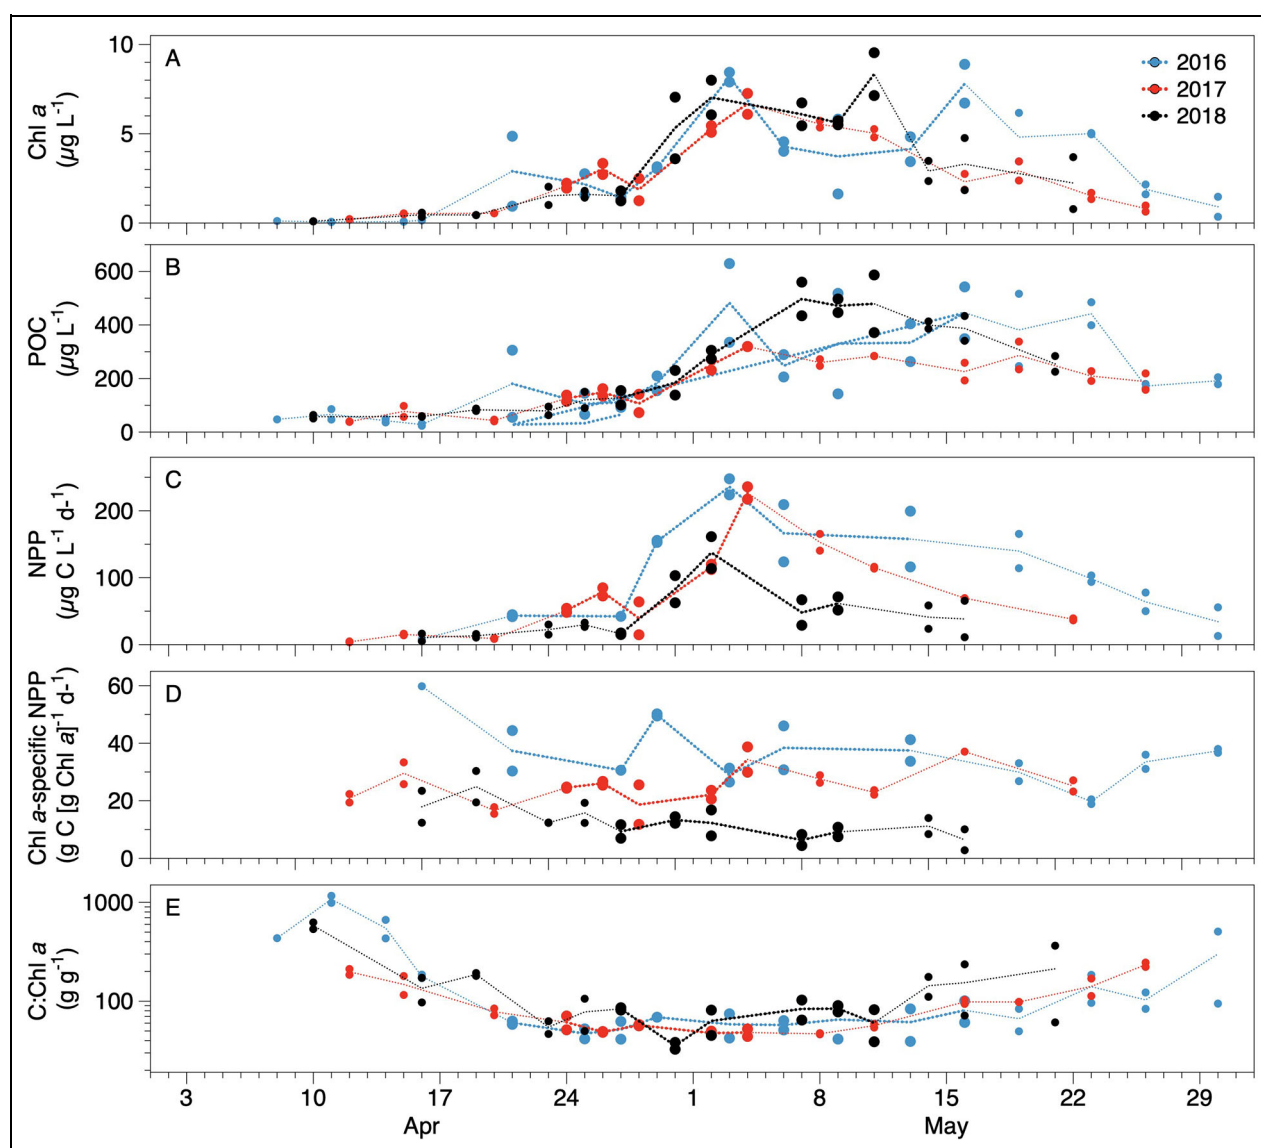 A
Chl a
(µg L-1)
10
5
0
2016
2017
2018
B
POC
(µg L-1)
600
400
200
0
C
NPP
(µg C L-1 d-1)
200
100
0
D
Chl a-specific NPP
(g C [g Chl a]-1 d-1)
60
40
20
0
E
C:Chl a
(g g-1)
1000
100
3 10 17 24 1 8 15 22 29
Apr May